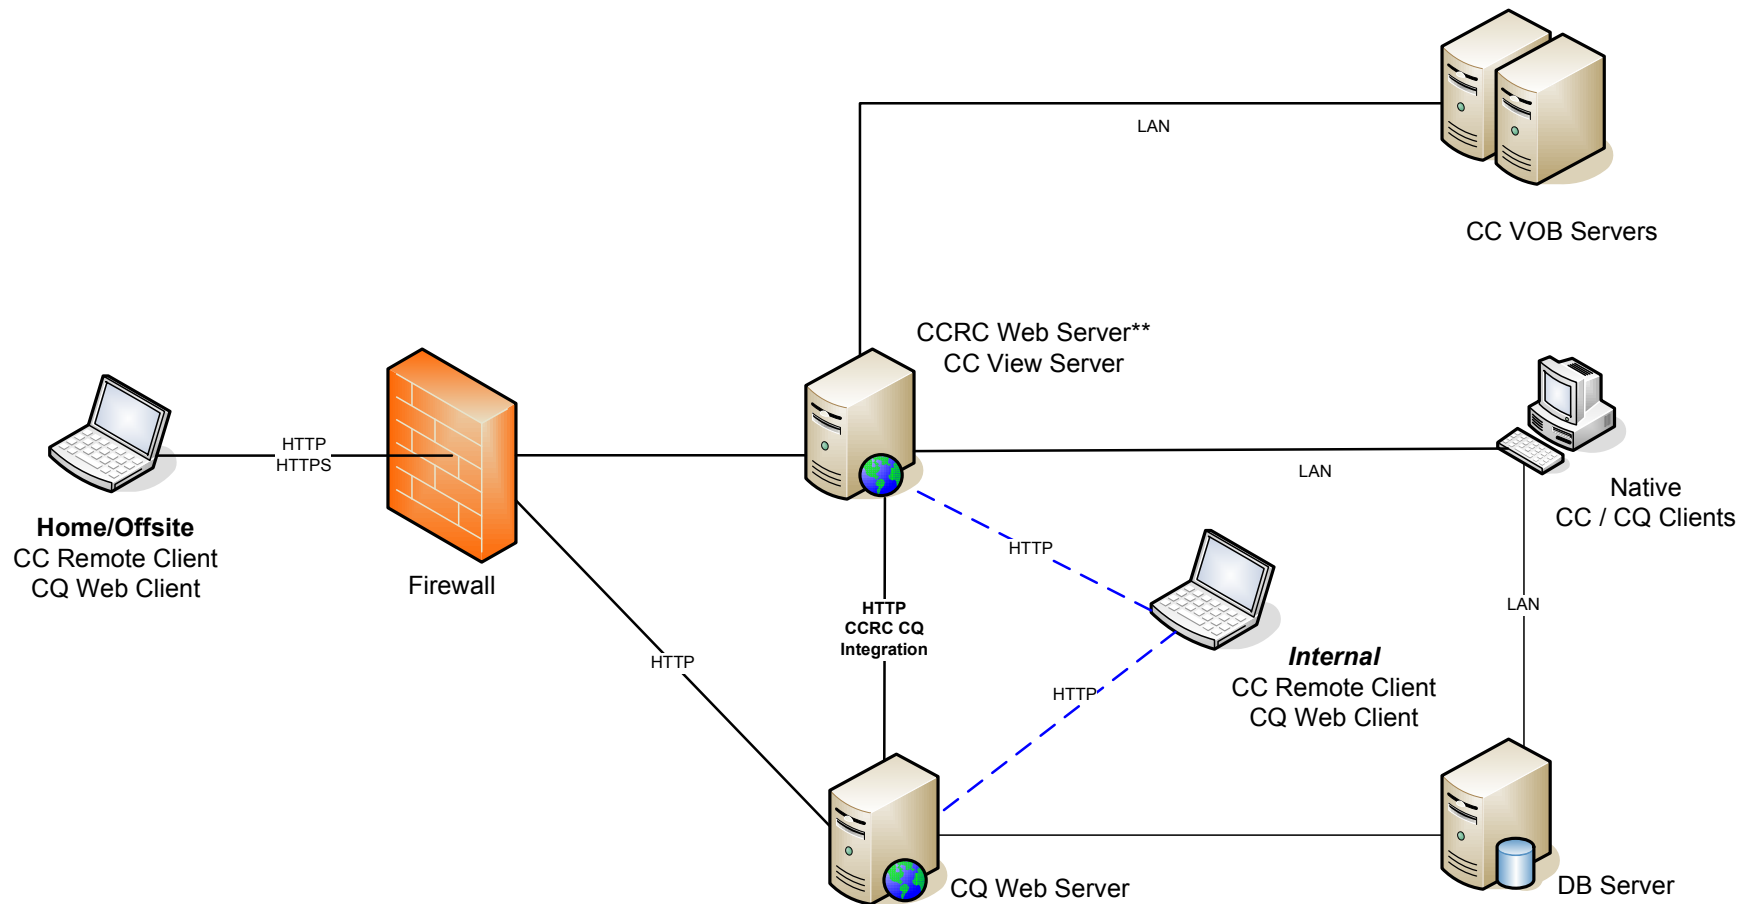 LAN
CC VOB Servers
CCRC Web Server**
CC View Server
HTTP
HTTPS
LAN
Native
CC / CQ Clients
Home/Offsite
CC Remote Client
CQ Web Client
Firewall
HTTP
HTTP
CCRC CQ
Integration
LAN
HTTP
Internal
CC Remote Client
CQ Web Client
HTTP
CQ Web Server
DB Server